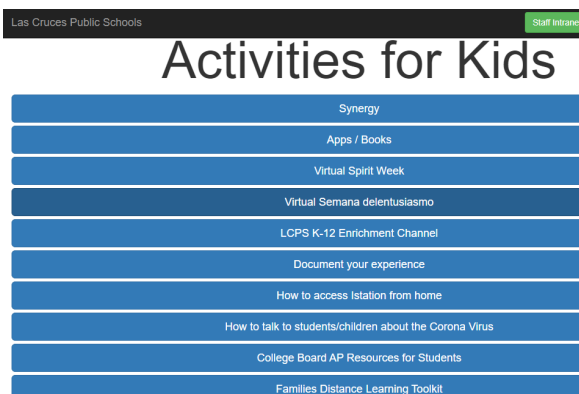 Las Cruces Public Schools
Staff Intrane
Activities for Kids
Synergy
Apps / Books
Virtual Spirit Week
Virtual Semana delentusiasmo
LCPS K-12 Enrichment Channel
Document your experience
How to access Istation from home
How to talk to students/children about the Corona Virus
College Board AP Resources for Students
Families Distance Learning Toolkit